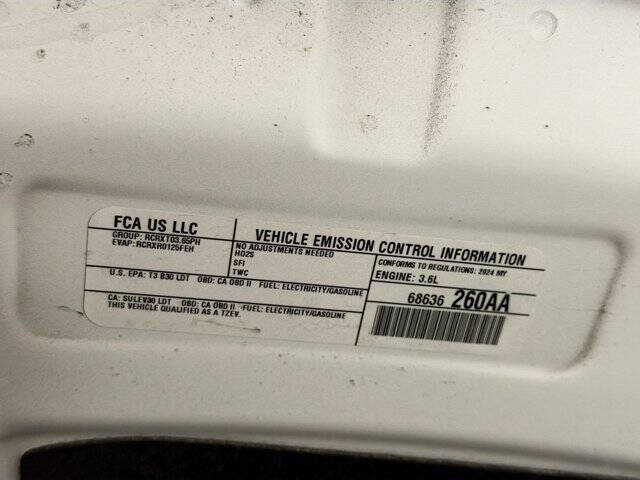 FCA US LLC
GROUP: RCRXT03.65PH
EVAP: RCRXR0125FEH
VEHICLE EMISSION CONTROL INFORMATION
NO ADJUSTMENTS NEEDED
HO2S
SFI
TWC
CONFORMS TO REGULATIONS: 2024 MY
ENGINE: 3.6L
U.S. EPA: T3 B30 LDT OBD: CA OBD II FUEL: ELECTRICITY/GASOLINE
CA: SULEV30 LDT OBD: CA OBD II FUEL: ELECTRICITY/GASOLINE
THIS VEHICLE QUALIFIED AS A TZEV.
68636 260AA